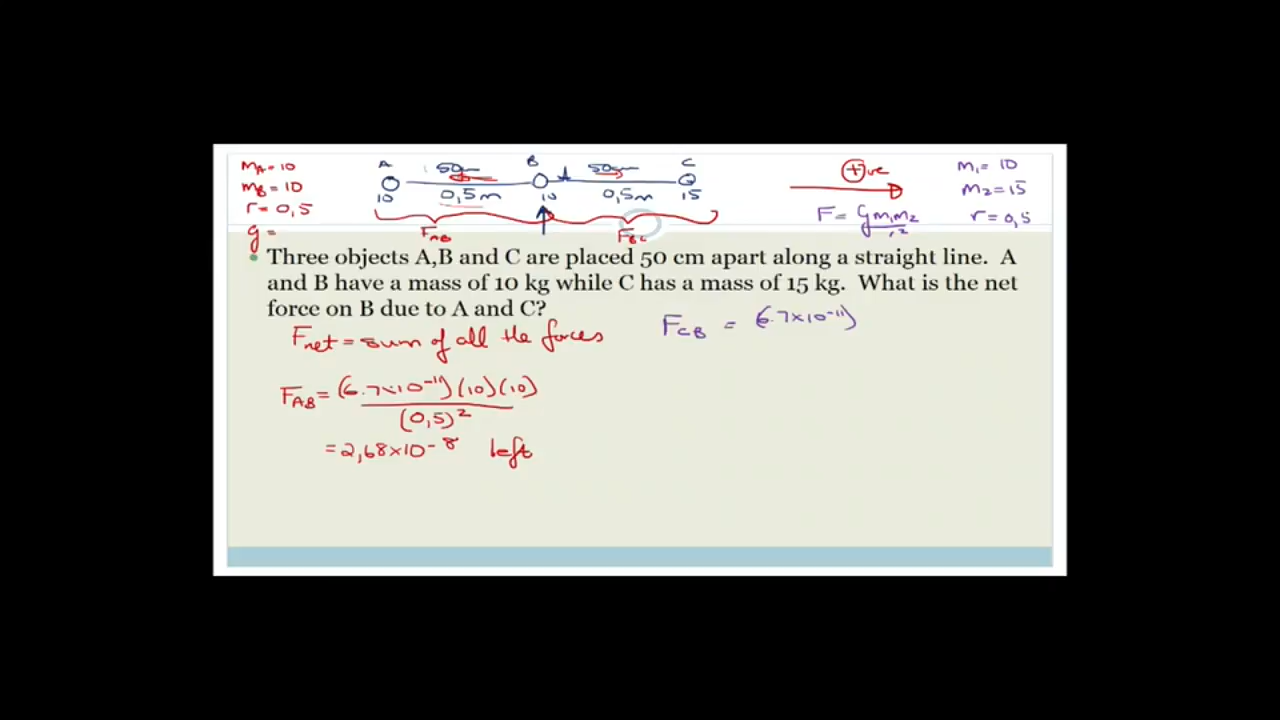 mA = 10
mB = 10
r = 0,5
g =
A B C
50cm 50cm
10 0,5m 10 0,5m 15
FAB FBC
+ve
F = gm₁m₂
r²
m₁ = 10
m₂ = 15
r = 0,5
Three objects A,B and C are placed 50 cm apart along a straight line. A
and B have a mass of 10 kg while C has a mass of 15 kg. What is the net
force on B due to A and C?
Fnet = sum of all the forces
FAB = (6.7×10⁻¹¹)(10)(10)
(0,5)²
= 2,68×10⁻⁸ left
FCB = (6.7×10⁻¹¹)